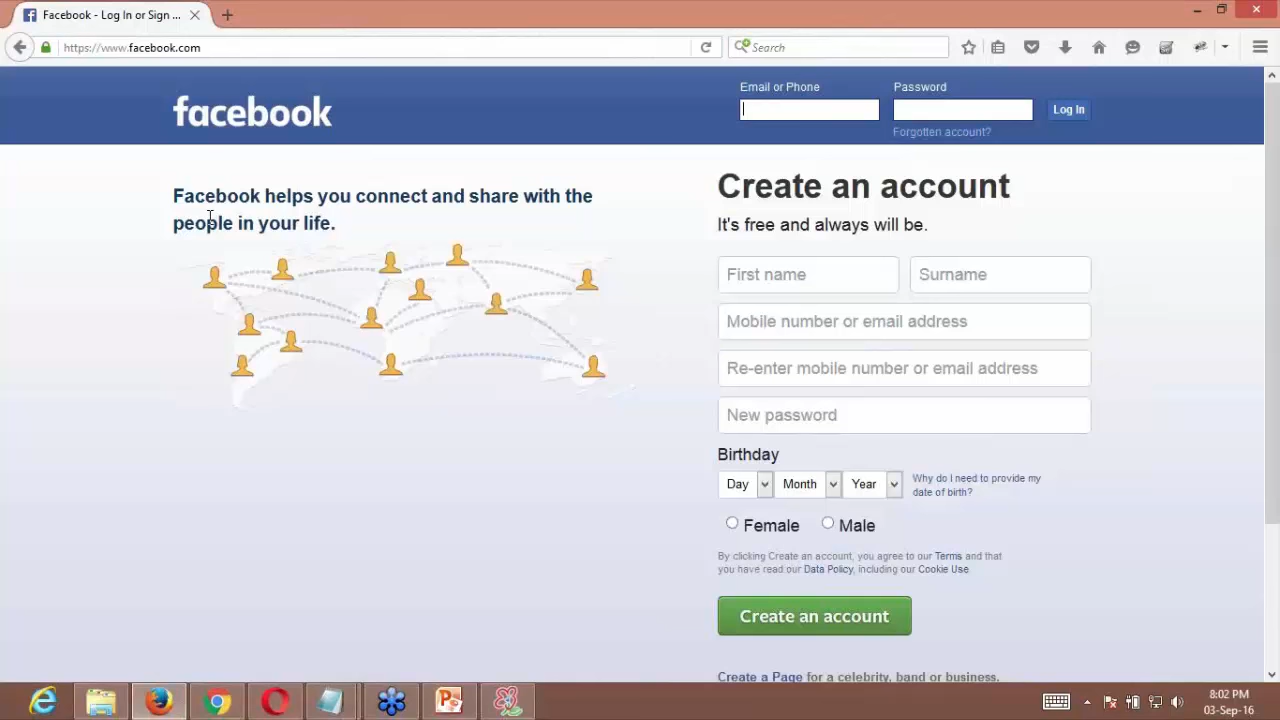 Facebook - Log In or Sign ...
https://www.facebook.com
Search
facebook
Email or Phone
Password
Log In
Forgotten account?
Facebook helps you connect and share with the
people in your life.
Create an account
It's free and always will be.
First name
Surname
Mobile number or email address
Re-enter mobile number or email address
New password
Birthday
Day
Month
Year
Why do I need to provide my
date of birth?
Female
Male
By clicking Create an account, you agree to our Terms and that
you have read our Data Policy, including our Cookie Use.
Create an account
Create a Page for a celebrity, band or business.
8:02 PM
03-Sep-16